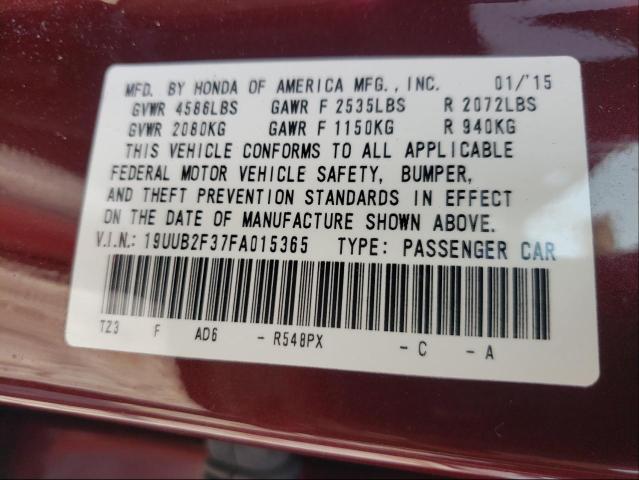 MFD. BY HONDA OF AMERICA MFG., INC. 01/'15
GVWR 4586LBS GAWR F 2535LBS R 2072LBS
GVWR 2080KG GAWR F 1150KG R 940KG
THIS VEHICLE CONFORMS TO ALL APPLICABLE
FEDERAL MOTOR VEHICLE SAFETY, BUMPER,
AND THEFT PREVENTION STANDARDS IN EFFECT
ON THE DATE OF MANUFACTURE SHOWN ABOVE.
V.I.N.: 19UUB2F37FA015365 TYPE: PASSENGER CAR
TZ3 F AD6 - R548PX - C - A